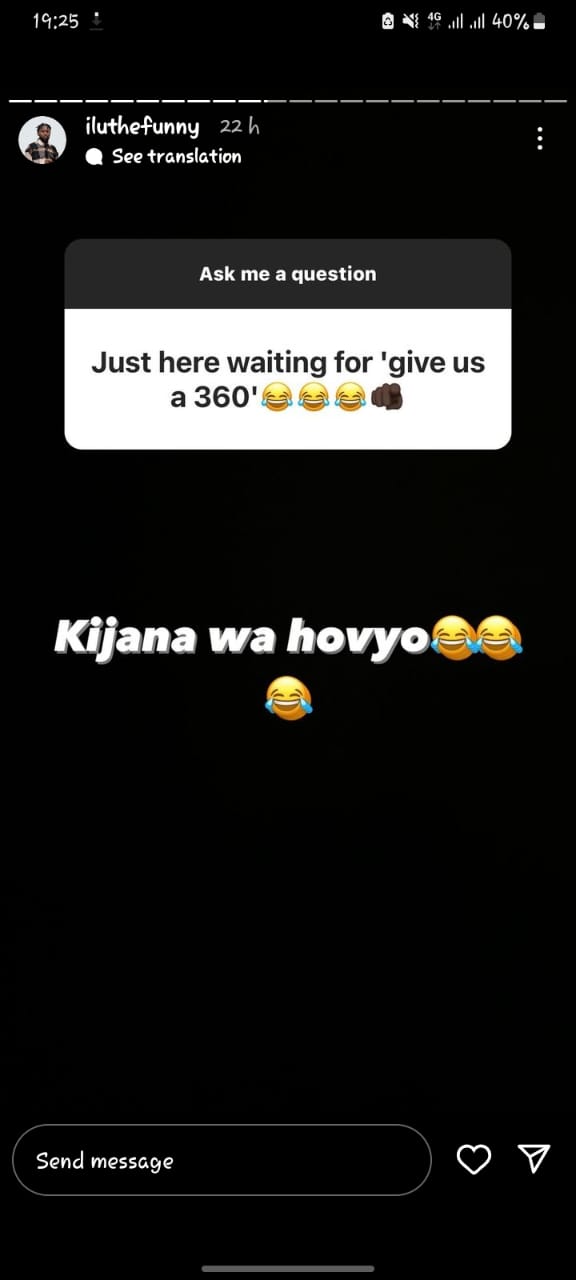 19:25 4G 40%
iluthefunny 22 h
See translation
Ask me a question
Just here waiting for 'give us
a 360'😂😂😂🫵🏿
Kijana wa hovyo😂😂
😂
Send message